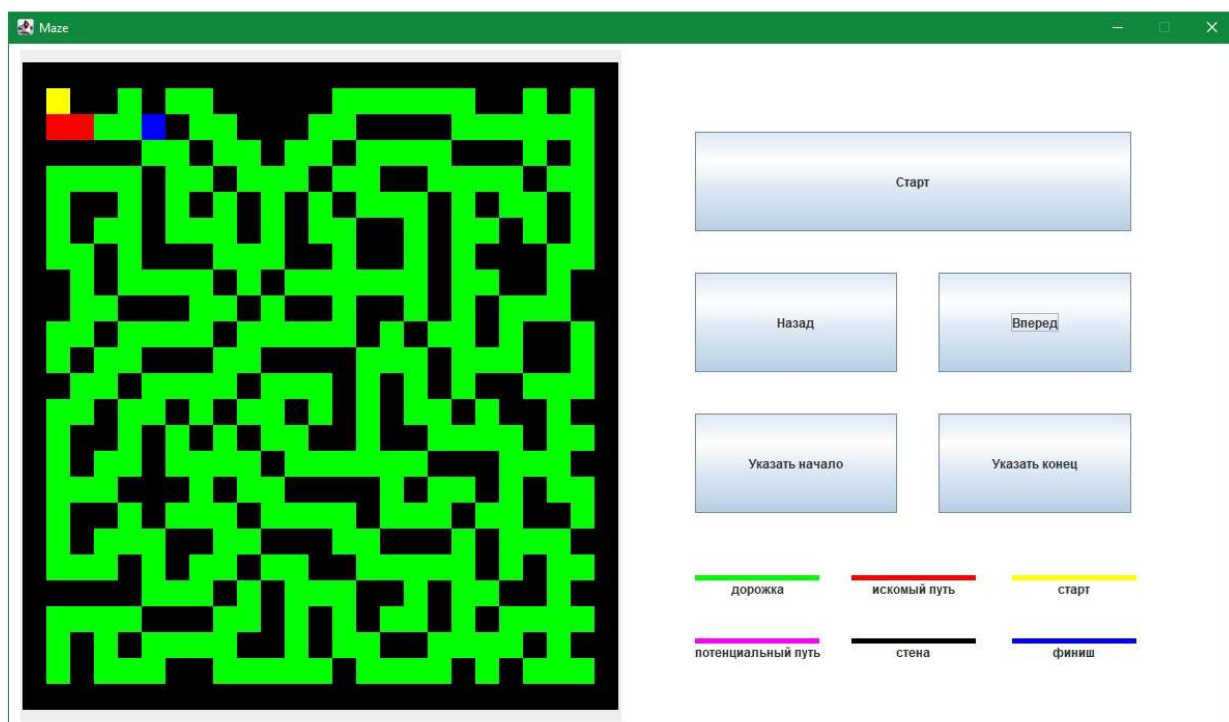 Maze
Старт
Назад
Вперед
Указать начало
Указать конец
дорожка
искомый путь
старт
потенциальный путь
стена
финиш